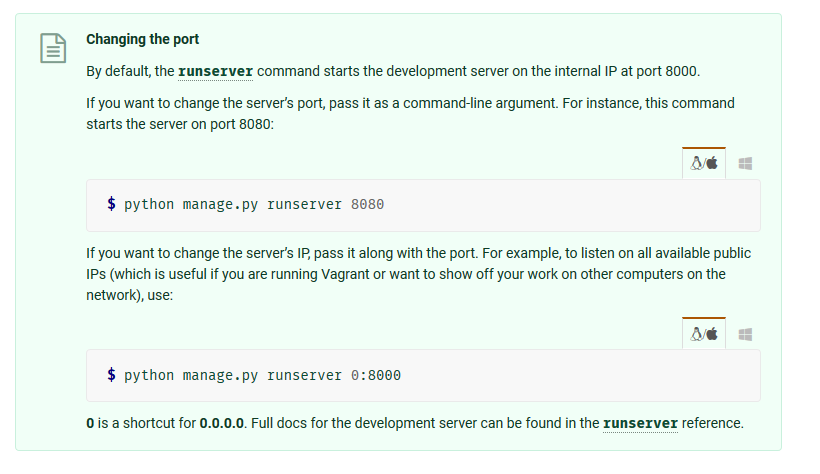 Changing the port
By default, the runserver command starts the development server on the internal IP at port 8000.
If you want to change the server’s port, pass it as a command-line argument. For instance, this command
starts the server on port 8080:
/
$ python manage.py runserver 8080
If you want to change the server’s IP, pass it along with the port. For example, to listen on all available public
IPs (which is useful if you are running Vagrant or want to show off your work on other computers on the
network), use:
/
$ python manage.py runserver 0:8000
0 is a shortcut for 0.0.0.0. Full docs for the development server can be found in the runserver reference.